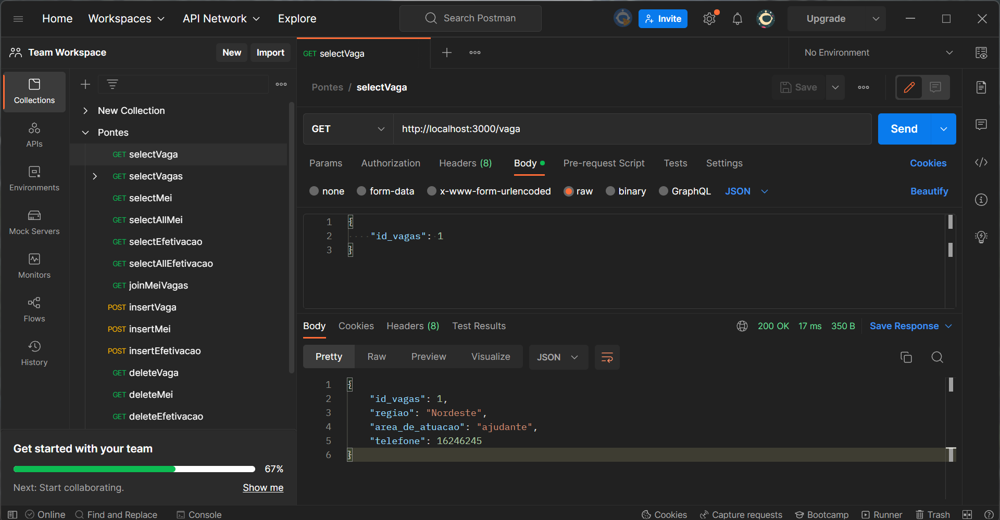 Home Workspaces API Network Explore Search Postman Invite Upgrade
Team Workspace New Import
GET selectVaga
No Environment
Collections
APIs
Environments
Mock Servers
Monitors
Flows
History
New Collection
Pontes
GET selectVaga
GET selectVagas
GET selectMei
GET selectAllMei
GET selectEfetivacao
GET selectAllEfetivacao
GET joinMeiVagas
POST insertVaga
POST insertMei
POST insertEfetivacao
GET deleteVaga
GET deleteMei
GET deleteEfetivacao
Get started with your team
67%
Next: Start collaborating. Show me
Pontes / selectVaga Save
GET http://localhost:3000/vaga Send
Params Authorization Headers (8) Body Pre-request Script Tests Settings Cookies
none form-data x-www-form-urlencoded raw binary GraphQL JSON Beautify
1 {
2 "id_vagas": 1
3 }
Body Cookies Headers (8) Test Results 200 OK 17 ms 350 B Save Response
Pretty Raw Preview Visualize JSON
1 {
2 "id_vagas": 1,
3 "regiao": "Nordeste",
4 "area_de_atuacao": "ajudante",
5 "telefone": 16246245
6 }
Online Find and Replace Console Cookies Capture requests Bootcamp Runner Trash